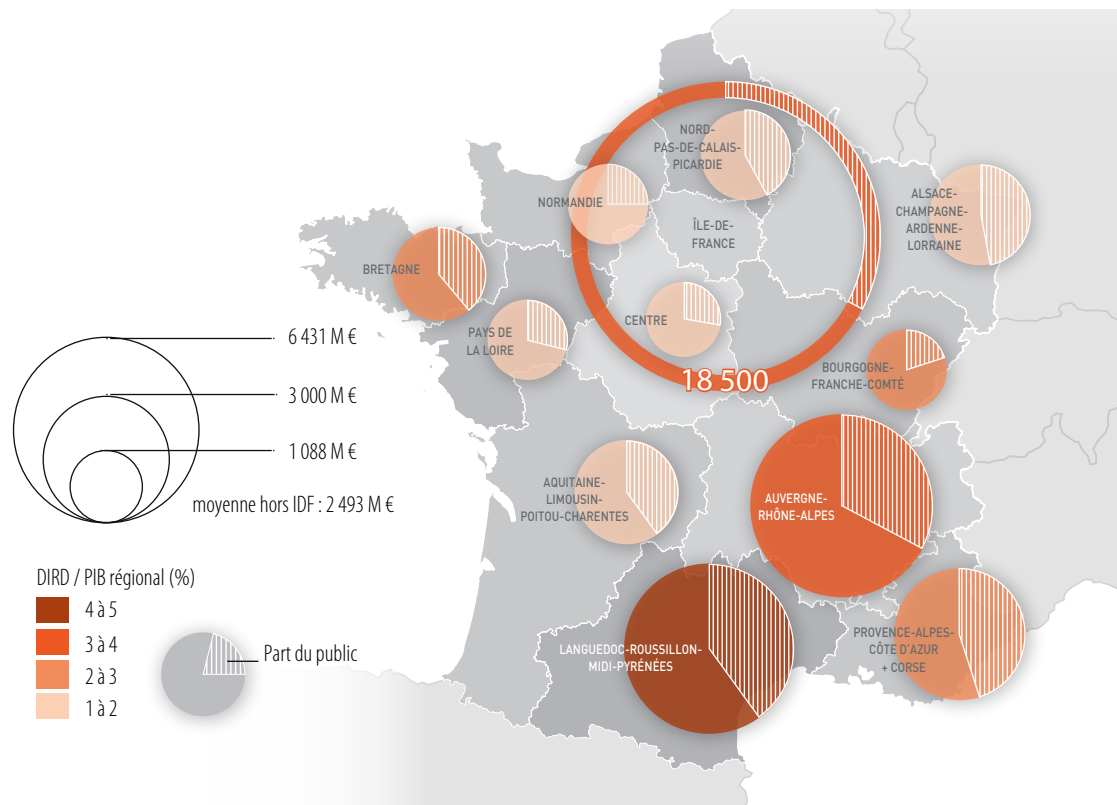 NORD-
PAS-DE-CALAIS-
PICARDIE
NORMANDIE
ÎLE-DE-
FRANCE
ALSACE-
CHAMPAGNE-
ARDENNE-
LORRAINE
BRETAGNE
PAYS DE
LA LOIRE
CENTRE
BOURGOGNE-
FRANCHE-COMTÉ
18 500
6 431 M €
3 000 M €
1 088 M €
moyenne hors IDF : 2 493 M €
AQUITAINE-
LIMOUSIN-
POITOU-CHARENTES
AUVERGNE-
RHÔNE-ALPES
LANGUEDOC-ROUSSILLON-
MIDI-PYRÉNÉES
PROVENCE-ALPES-
CÔTE D'AZUR
+ CORSE
DIRD / PIB régional (%)
4 à 5
3 à 4
2 à 3
1 à 2
Part du public